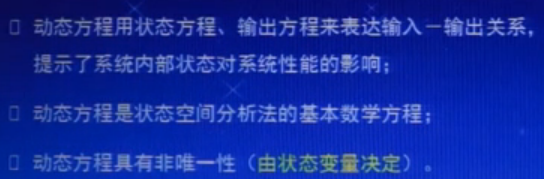 动态方程用状态方程、输出方程来表达输入－输出关系，
提示了系统内部状态对系统性能的影响；
动态方程是状态空间分析法的基本数学方程；
动态方程具有非唯一性（由状态变量决定）。